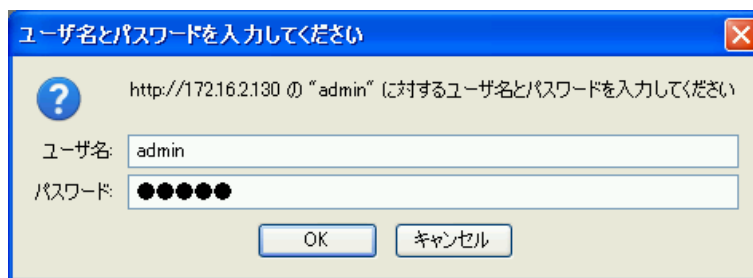 ユーザ名とパスワードを入力してください
http://172.16.2.130 の "admin" に対するユーザ名とパスワードを入力してください
ユーザ名: admin
パスワード: ●●●●●
OK キャンセル